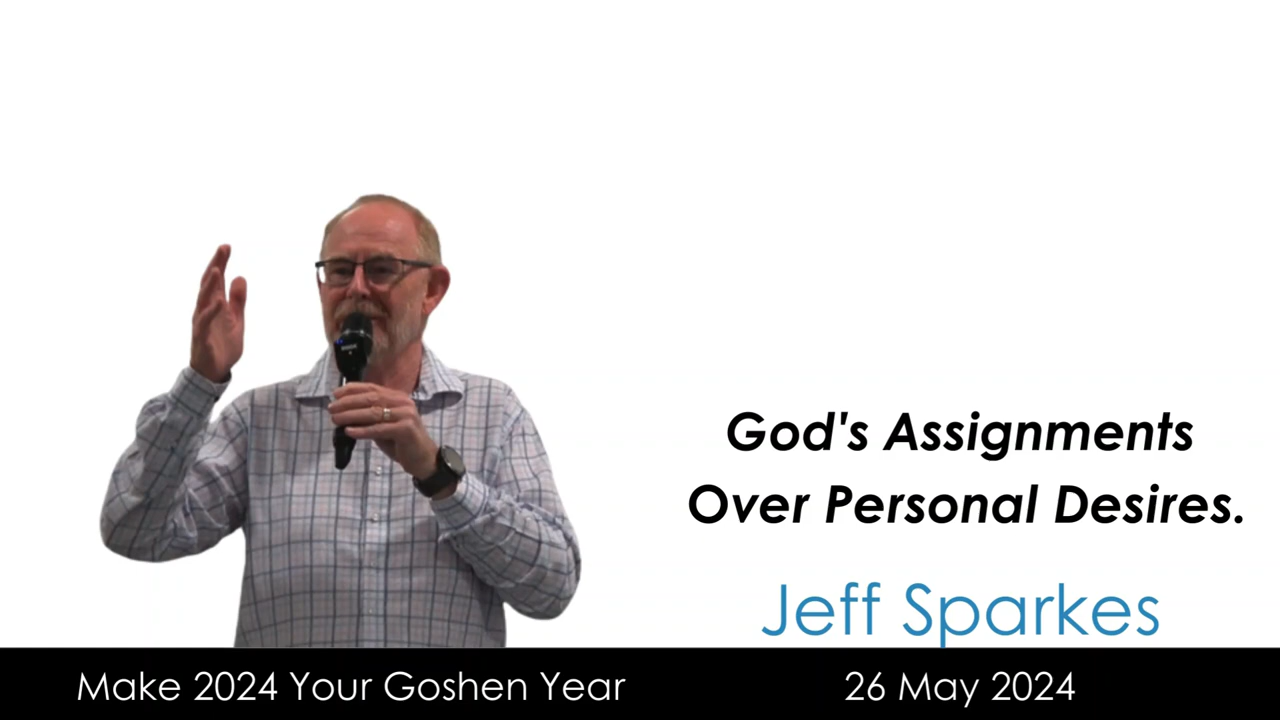 God's Assignments
Over Personal Desires.
Jeff Sparkes
Make 2024 Your Goshen Year
26 May 2024